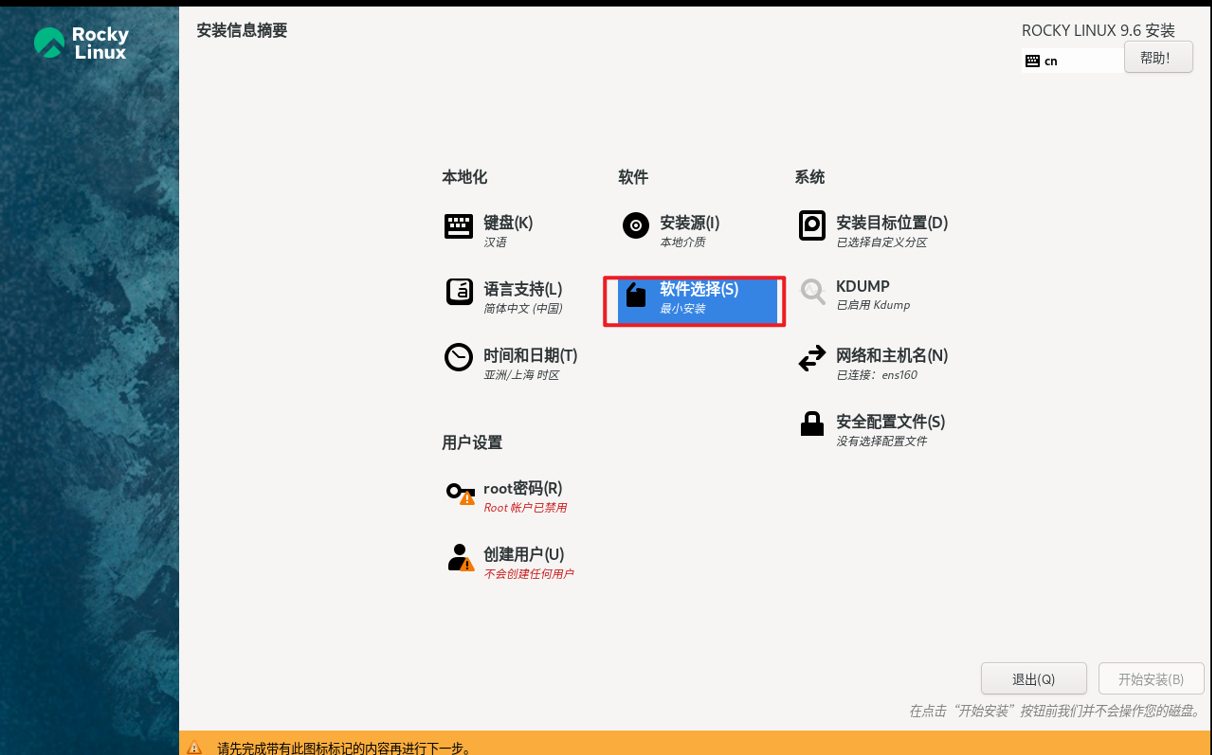 Rocky
Linux
安装信息摘要
ROCKY LINUX 9.6 安装
cn
帮助!
本地化
键盘(K)
汉语
语言支持(L)
简体中文 (中国)
时间和日期(T)
亚洲/上海 时区
用户设置
root密码(R)
Root 帐户已禁用
创建用户(U)
不会创建任何用户
软件
安装源(I)
本地介质
软件选择(S)
最小安装
系统
安装目标位置(D)
已选择自定义分区
KDUMP
已启用 Kdump
网络和主机名(N)
已连接：ens160
安全配置文件(S)
没有选择配置文件
退出(Q)
开始安装(B)
在点击“开始安装”按钮前我们并不会操作您的磁盘。
请先完成带有此图标标记的内容再进行下一步。